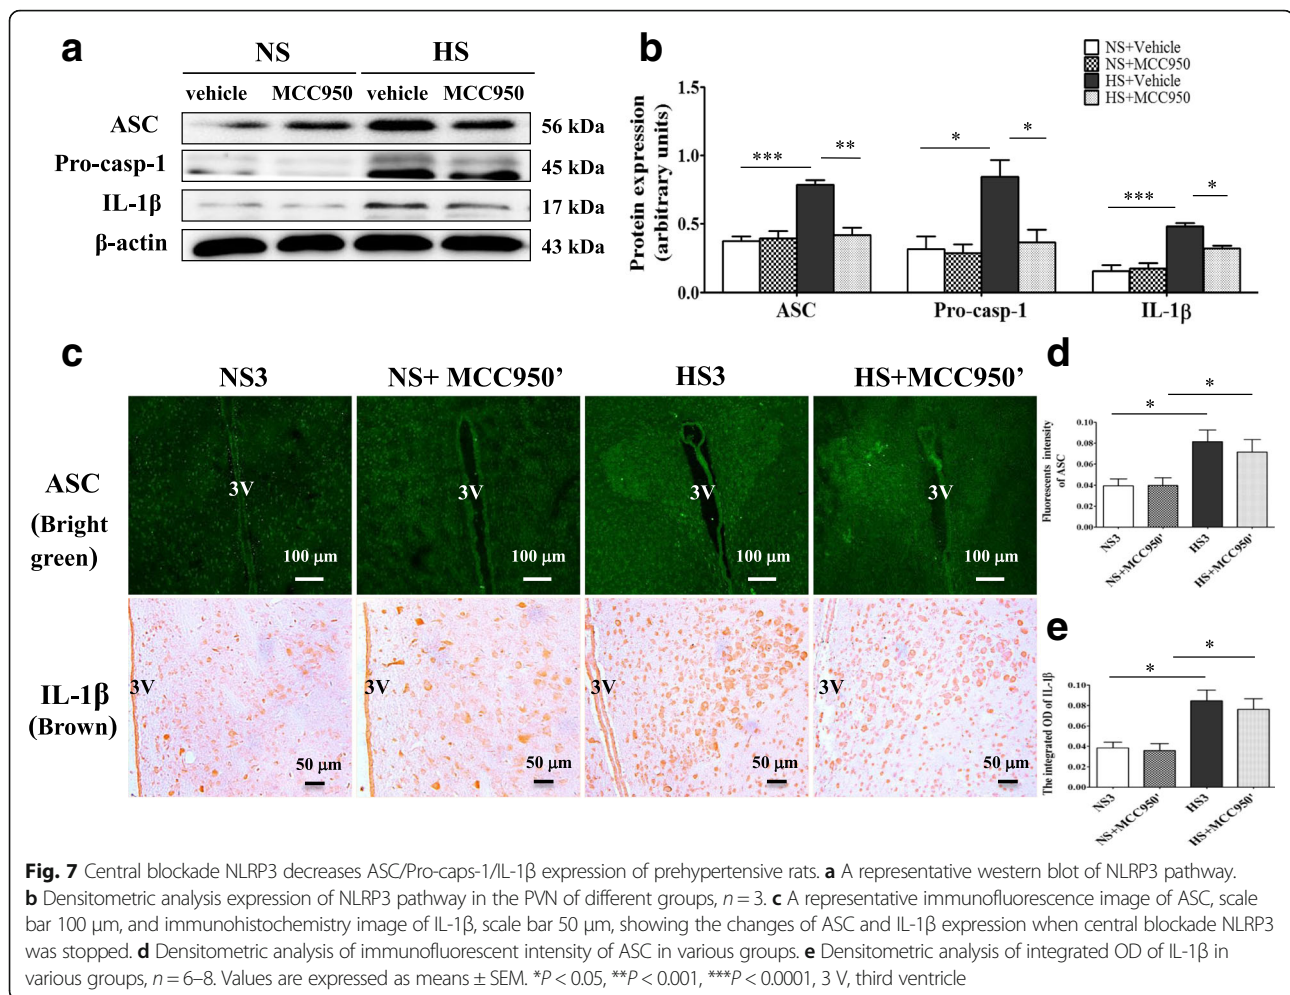 a
NS HS
vehicle MCC950 vehicle MCC950
ASC 56 kDa
Pro-casp-1 45 kDa
IL-1β 17 kDa
β-actin 43 kDa
b
NS+Vehicle
NS+MCC950
HS+Vehicle
HS+MCC950
Protein expression
(arbitrary units)
1.5
1.0
0.5
0.0
*** ** * * *** *
ASC Pro-casp-1 IL-1β
c
NS3 NS+ MCC950’ HS3 HS+MCC950’
ASC
(Bright
green)
3V 3V 3V 3V
100 μm 100 μm 100 μm 100 μm
IL-1β
(Brown)
3V 3V 3V 3V
50 μm 50 μm 50 μm 50 μm
d
Fluorescents intensity
of ASC
0.10
0.08
0.06
0.04
0.02
0.00
* *
NS3 NS+MCC950’ HS3 HS+MCC950’
e
The integrated OD of IL-1β
0.10
0.08
0.06
0.04
0.02
0.00
* *
NS3 NS+MCC950’ HS3 HS+MCC950’
Fig. 7 Central blockade NLRP3 decreases ASC/Pro-caps-1/IL-1β expression of prehypertensive rats. a A representative western blot of NLRP3 pathway.
b Densitometric analysis expression of NLRP3 pathway in the PVN of different groups, n = 3. c A representative immunofluorescence image of ASC, scale
bar 100 μm, and immunohistochemistry image of IL-1β, scale bar 50 μm, showing the changes of ASC and IL-1β expression when central blockade NLRP3
was stopped. d Densitometric analysis of immunofluorescent intensity of ASC in various groups. e Densitometric analysis of integrated OD of IL-1β in
various groups, n = 6–8. Values are expressed as means ± SEM. *P < 0.05, **P < 0.001, ***P < 0.0001, 3 V, third ventricle